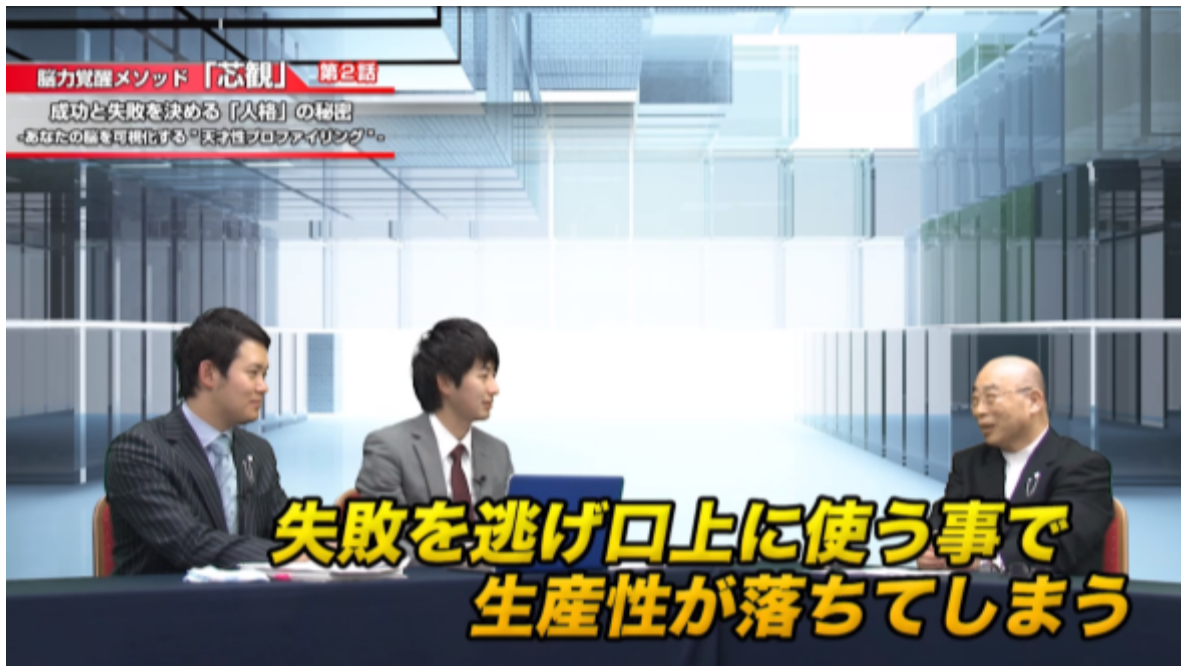 脳力覚醒メソッド「芯観」 第2話
成功と失敗を決める「人格」の秘密
-あなたの脳を可視化する"天才性プロファイリング"-
失敗を逃げ口上に使う事で
生産性が落ちてしまう